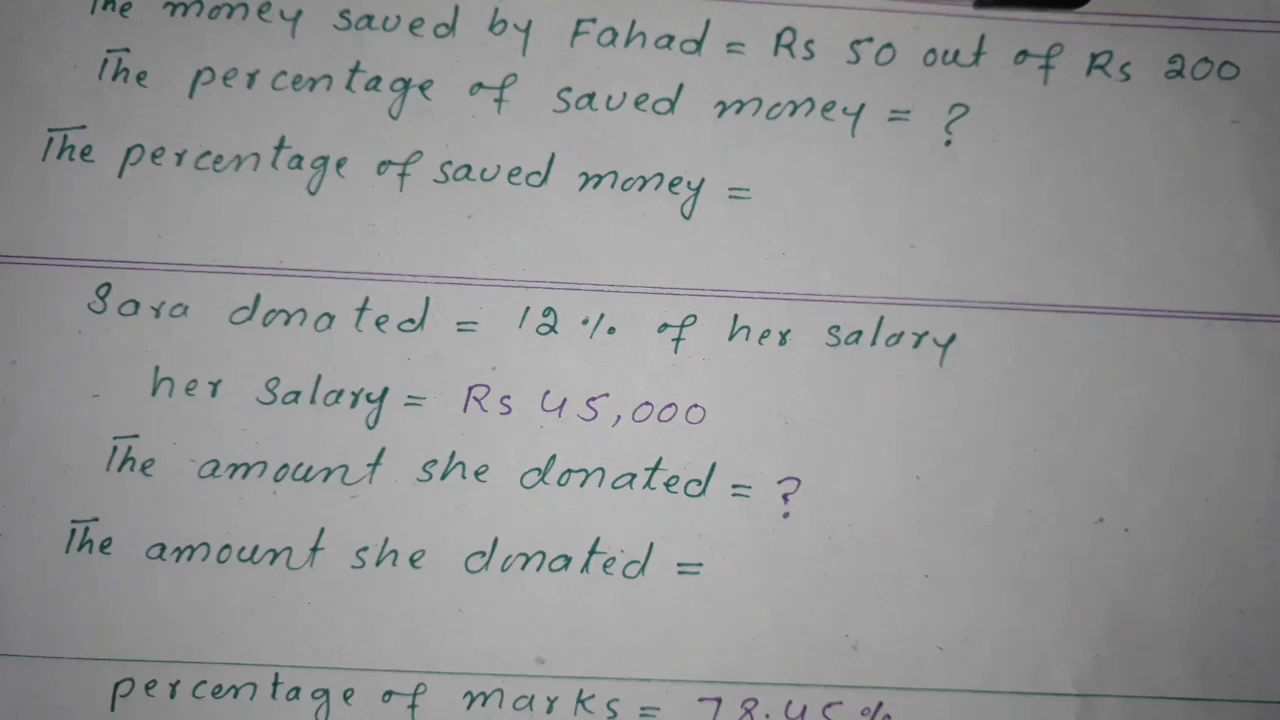 The money saved by Fahad = Rs 50 out of Rs 200
The percentage of saved money = ?
The percentage of saved money =
Sara donated = 12 % of her salary
her Salary = Rs 45,000
The amount she donated = ?
The amount she donated =
percentage of marks = 78.45 %